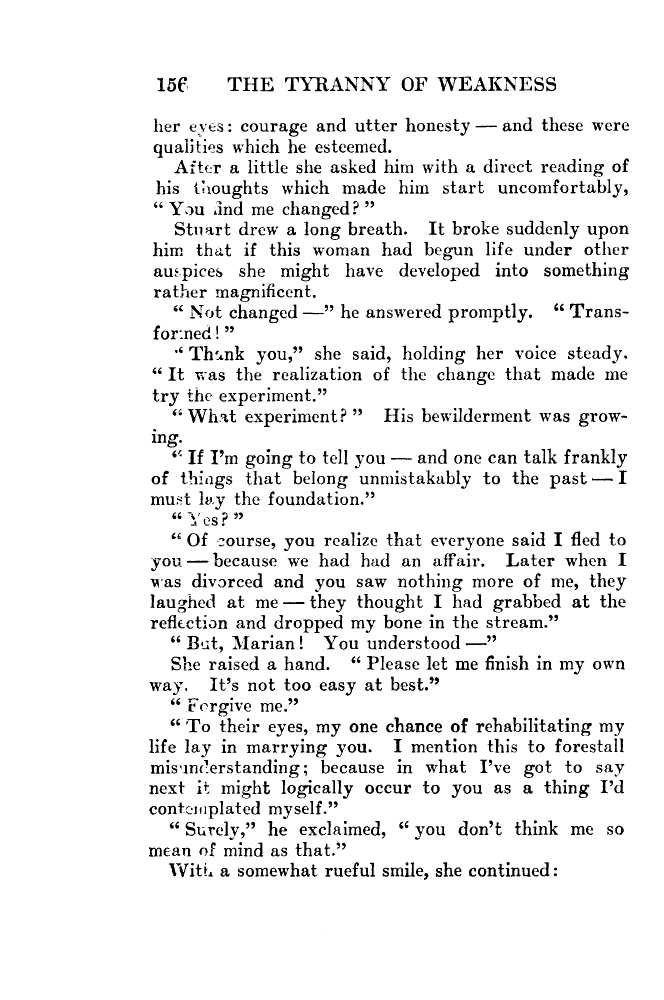 156 THE TYRANNY OF WEAKNESS
her eyes: courage and utter honesty — and these were
qualities which he esteemed.
After a little she asked him with a direct reading of
his thoughts which made him start uncomfortably,
“ You find me changed? ”
Stuart drew a long breath. It broke suddenly upon
him that if this woman had begun life under other
auspices she might have developed into something
rather magnificent.
“ Not changed —” he answered promptly. “ Trans-
formed! ”
“ Thank you,” she said, holding her voice steady.
“ It was the realization of the change that made me
try the experiment.”
“ What experiment? ” His bewilderment was grow-
ing.
“ If I’m going to tell you — and one can talk frankly
of things that belong unmistakably to the past — I
must lay the foundation.”
“ Yes? ”
“ Of course, you realize that everyone said I fled to
you — because we had had an affair. Later when I
was divorced and you saw nothing more of me, they
laughed at me — they thought I had grabbed at the
reflection and dropped my bone in the stream.”
“ But, Marian! You understood —”
She raised a hand. “ Please let me finish in my own
way. It’s not too easy at best.”
“ Forgive me.”
“ To their eyes, my one chance of rehabilitating my
life lay in marrying you. I mention this to forestall
misunderstanding; because in what I’ve got to say
next it might logically occur to you as a thing I’d
contemplated myself.”
“ Surely,” he exclaimed, “ you don’t think me so
mean of mind as that.”
With a somewhat rueful smile, she continued: